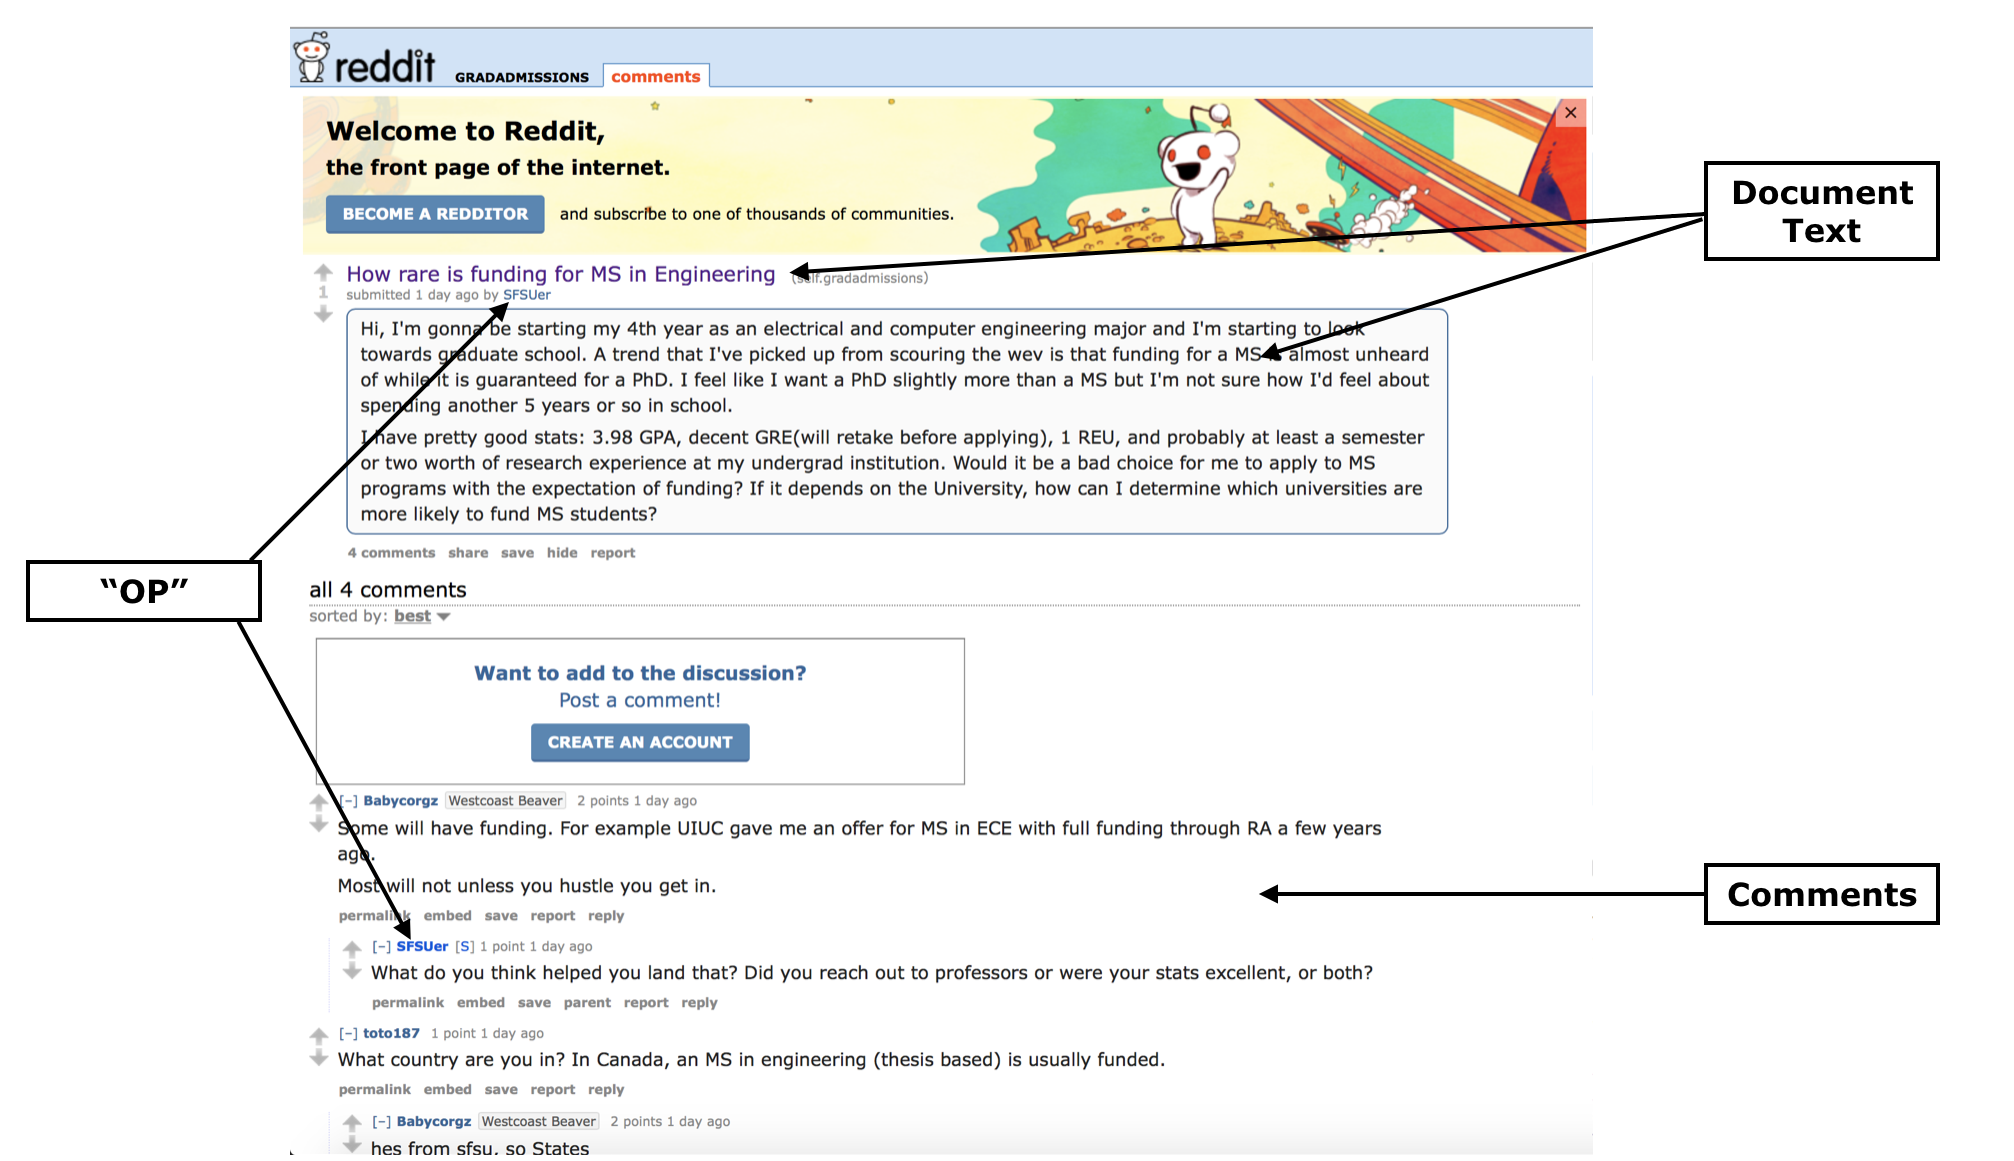 reddit GRADADMISSIONS comments
Welcome to Reddit,
the front page of the internet.
BECOME A REDDITOR and subscribe to one of thousands of communities.
×
Document
Text
How rare is funding for MS in Engineering (self.gradadmissions)
1
submitted 1 day ago by SFSUer
Hi, I'm gonna be starting my 4th year as an electrical and computer engineering major and I'm starting to look
towards graduate school. A trend that I've picked up from scouring the wev is that funding for a MS is almost unheard
of while it is guaranteed for a PhD. I feel like I want a PhD slightly more than a MS but I'm not sure how I'd feel about
spending another 5 years or so in school.
I have pretty good stats: 3.98 GPA, decent GRE(will retake before applying), 1 REU, and probably at least a semester
or two worth of research experience at my undergrad institution. Would it be a bad choice for me to apply to MS
programs with the expectation of funding? If it depends on the University, how can I determine which universities are
more likely to fund MS students?
4 comments share save hide report
“OP”
all 4 comments
sorted by: best
Want to add to the discussion?
Post a comment!
CREATE AN ACCOUNT
[–] Babycorgz Westcoast Beaver 2 points 1 day ago
Some will have funding. For example UIUC gave me an offer for MS in ECE with full funding through RA a few years
ago.
Most will not unless you hustle you get in.
Comments
permalink embed save report reply
[–] SFSUer [S] 1 point 1 day ago
What do you think helped you land that? Did you reach out to professors or were your stats excellent, or both?
permalink embed save parent report reply
[–] toto187 1 point 1 day ago
What country are you in? In Canada, an MS in engineering (thesis based) is usually funded.
permalink embed save report reply
[–] Babycorgz Westcoast Beaver 2 points 1 day ago
hes from sfsu, so States